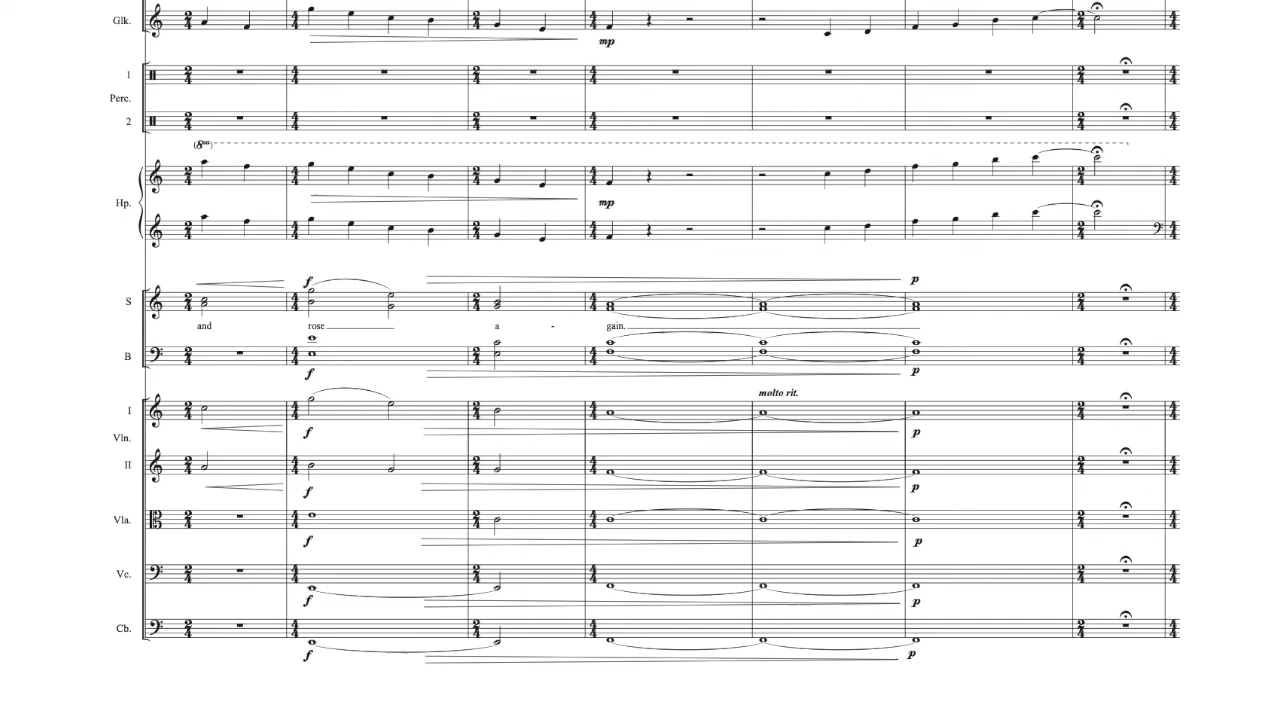 Glk.
mp
1
Perc.
2
(8va)
Hp.
mp
f
p
S
and rose a - gain.
B
f
p
molto rit.
I
f
p
Vln.
II
f
p
Vla.
f
p
Vc.
f
p
Cb.
f
p